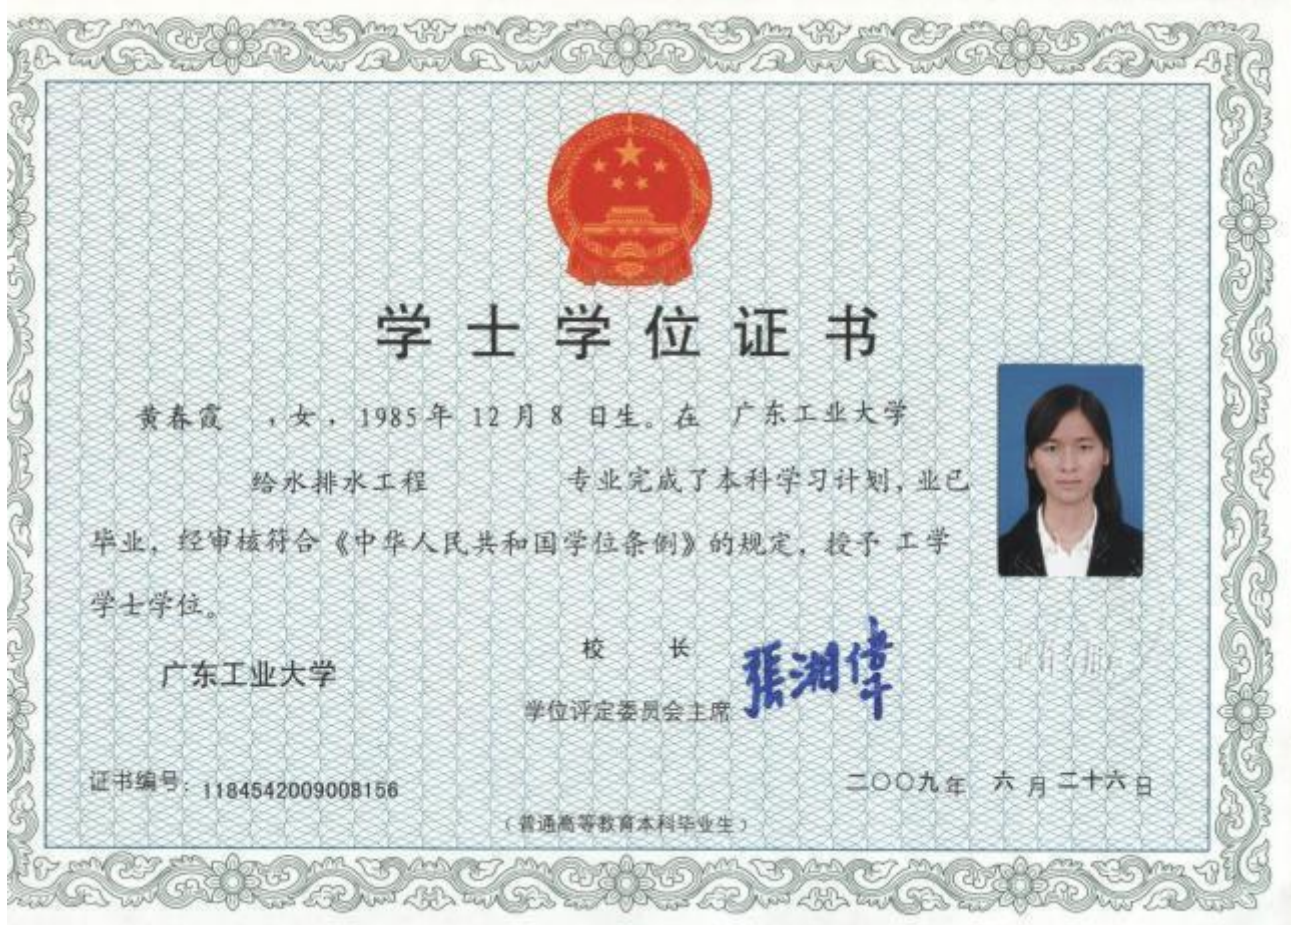 学士学位证书
黄春霞 ，女，1985年 12月8 日生。在 广东工业大学
给水排水工程 专业完成了本科学习计划，业已
毕业，经审核符合《中华人民共和国学位条例》的规定，授予 工学
学士学位。
广东工业大学
校 长
学位评定委员会主席
張湘偉
证书编号：1184542009008156
二〇〇九年 六月二十六日
（普通高等教育本科毕业生）